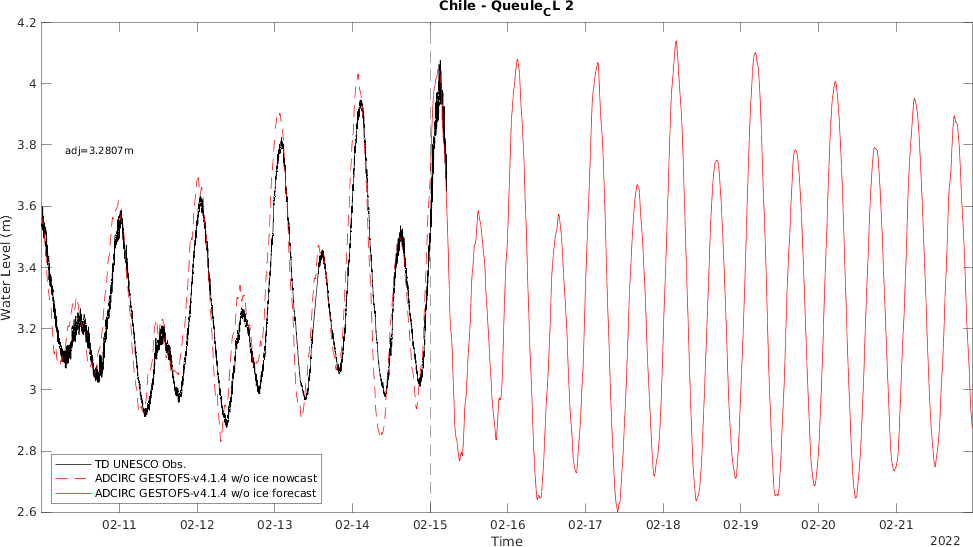 Chile - Queule_CL 2
4.2
4
3.8
3.6
3.4
3.2
3
2.8
2.6
Water Level (m)
adj=3.2807m
TD UNESCO Obs.
ADCIRC GESTOFS-v4.1.4 w/o ice nowcast
ADCIRC GESTOFS-v4.1.4 w/o ice forecast
02-11 02-12 02-13 02-14 02-15 02-16 02-17 02-18 02-19 02-20 02-21
Time
2022